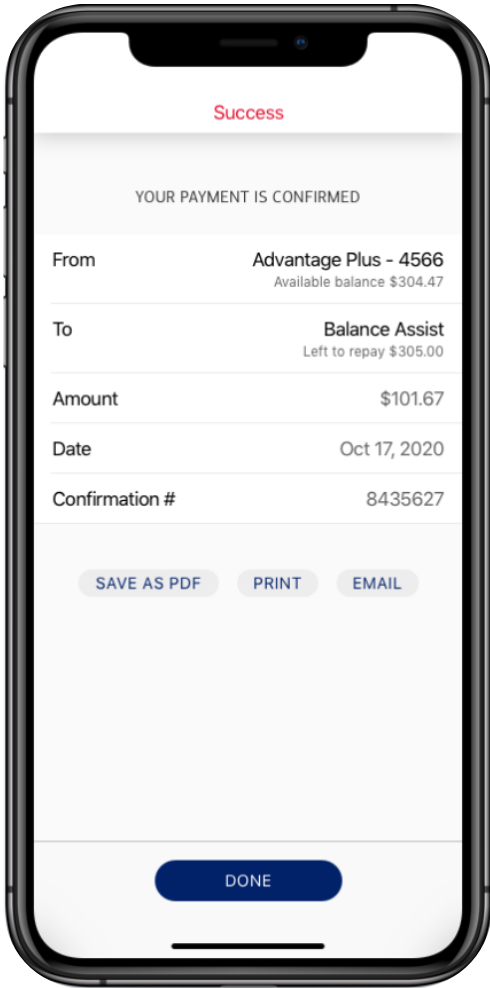 Success
YOUR PAYMENT IS CONFIRMED
From Advantage Plus - 4566
Available balance $304.47
To Balance Assist
Left to repay $305.00
Amount $101.67
Date Oct 17, 2020
Confirmation # 8435627
SAVE AS PDF PRINT EMAIL
DONE